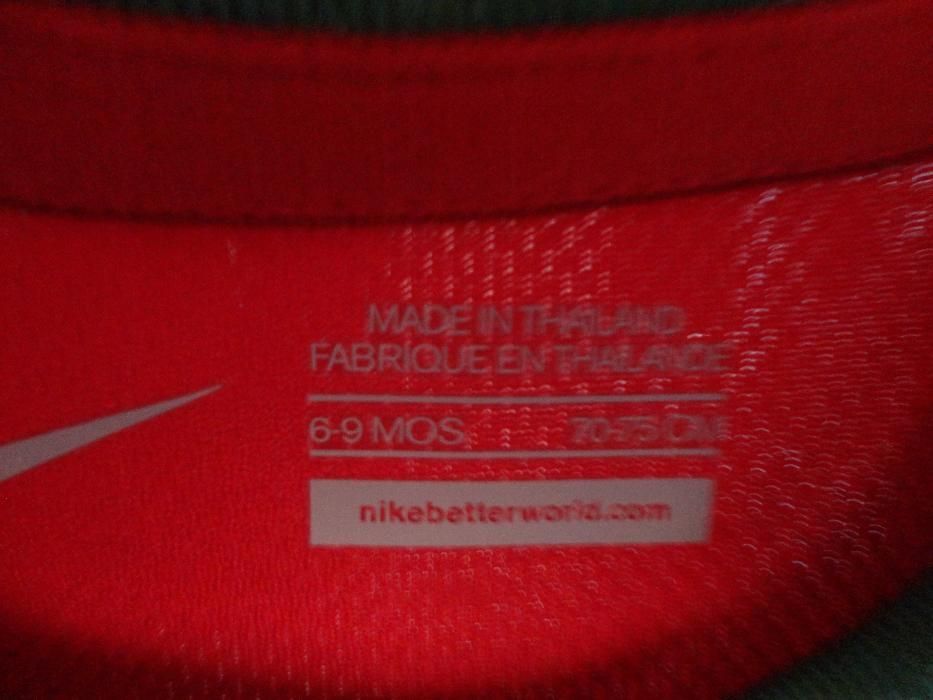 MADE IN THAILAND
FABRIQUE EN THAILANDE
6-9 MOS 70-75 CM
nikebetterworld.com